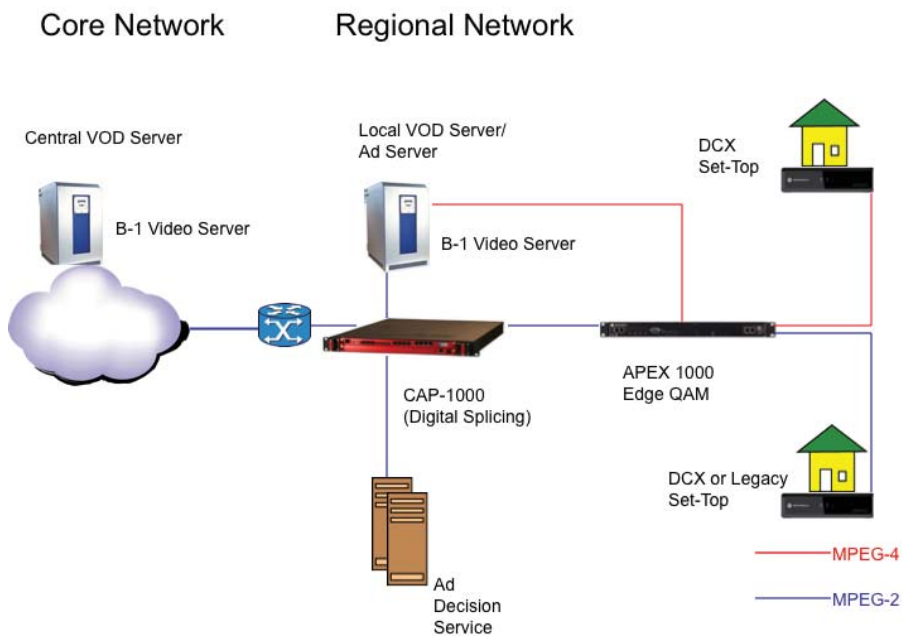 Core Network
Regional Network
Central VOD Server
B-1 Video Server
Local VOD Server/
Ad Server
B-1 Video Server
DCX
Set-Top
CAP-1000
(Digital Splicing)
APEX 1000
Edge QAM
DCX or Legacy
Set-Top
Ad
Decision
Service
MPEG-4
MPEG-2